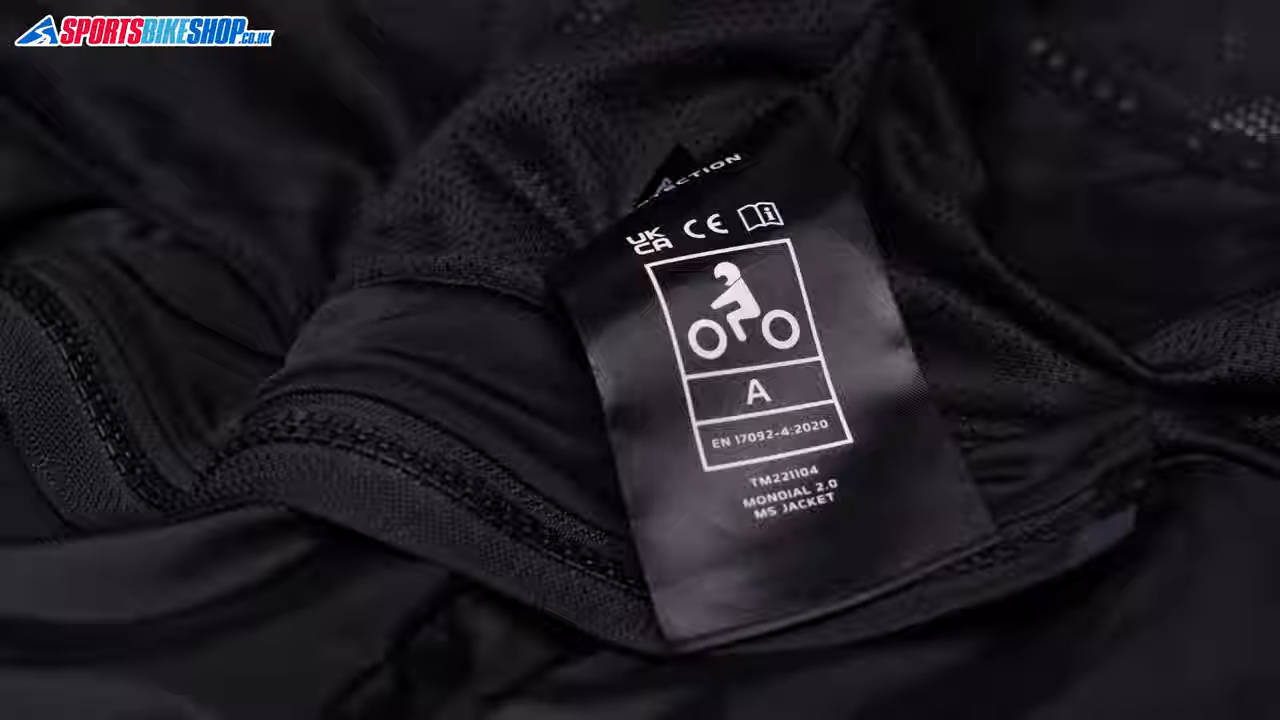 SPORTSBIKESHOP.CO.UK
UK
CA
CE
i
A
EN 17092-4:2020
TM221104
MONDIAL 2.0
MS JACKET